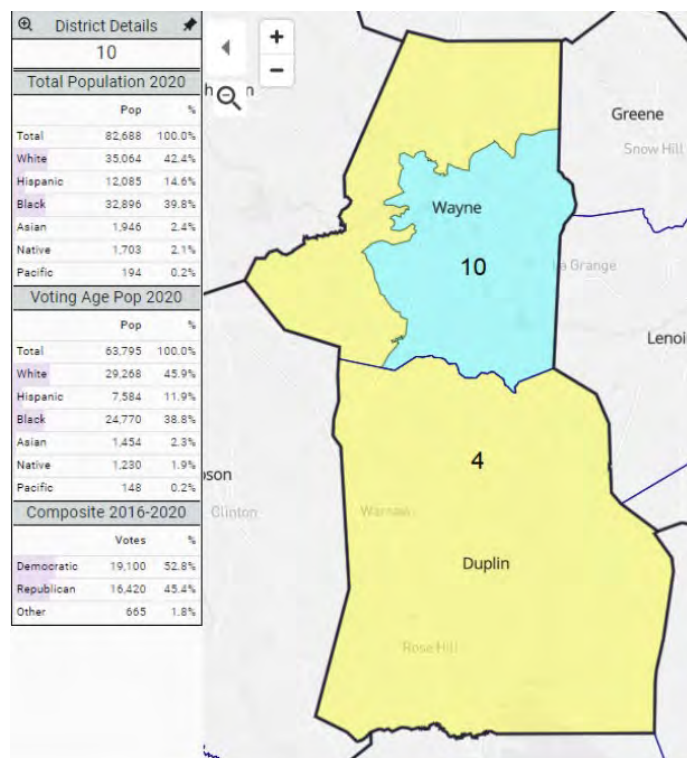 District Details
10
Total Population 2020
Pop %
Total 82,688 100.0%
White 35,064 42.4%
Hispanic 12,085 14.6%
Black 32,896 39.8%
Asian 1,946 2.4%
Native 1,703 2.1%
Pacific 194 0.2%
Voting Age Pop 2020
Pop %
Total 63,795 100.0%
White 29,268 45.9%
Hispanic 7,584 11.9%
Black 24,770 38.8%
Asian 1,454 2.3%
Native 1,230 1.9%
Pacific 148 0.2%
Composite 2016-2020
Votes %
Democratic 19,100 52.8%
Republican 16,420 45.4%
Other 665 1.8%
+
−
Greene
Snow Hill
Wayne
10
a Grange
Lenoi
4
son
Clinton
Warsaw
Duplin
Rose Hill